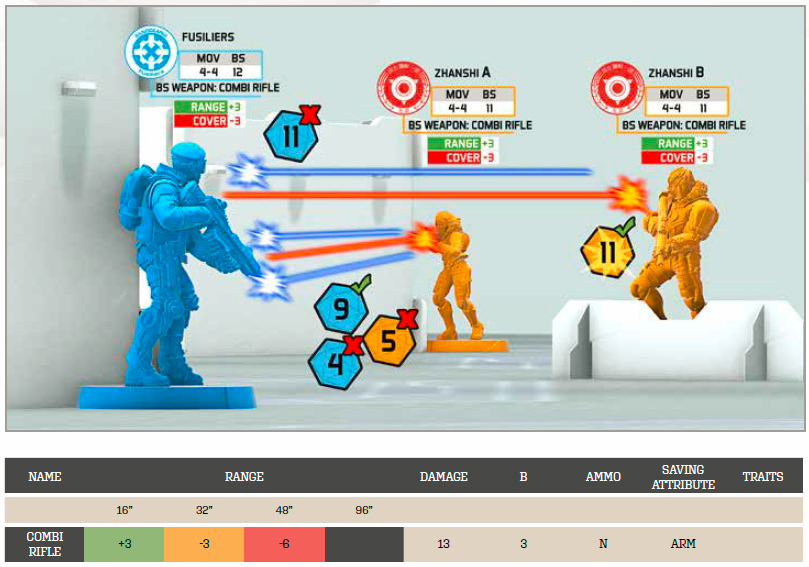 FUSILIERS
MOV BS
4-4 12
BS WEAPON: COMBI RIFLE
RANGE +3
COVER -3
ZHANSHI A
MOV BS
4-4 11
BS WEAPON: COMBI RIFLE
RANGE +3
COVER -3
ZHANSHI B
MOV BS
4-4 11
BS WEAPON: COMBI RIFLE
RANGE +3
COVER -3
11
11
9
5
4
NAME RANGE DAMAGE B AMMO SAVING ATTRIBUTE TRAITS
16" 32" 48" 96"
COMBI RIFLE +3 -3 -6 13 3 N ARM